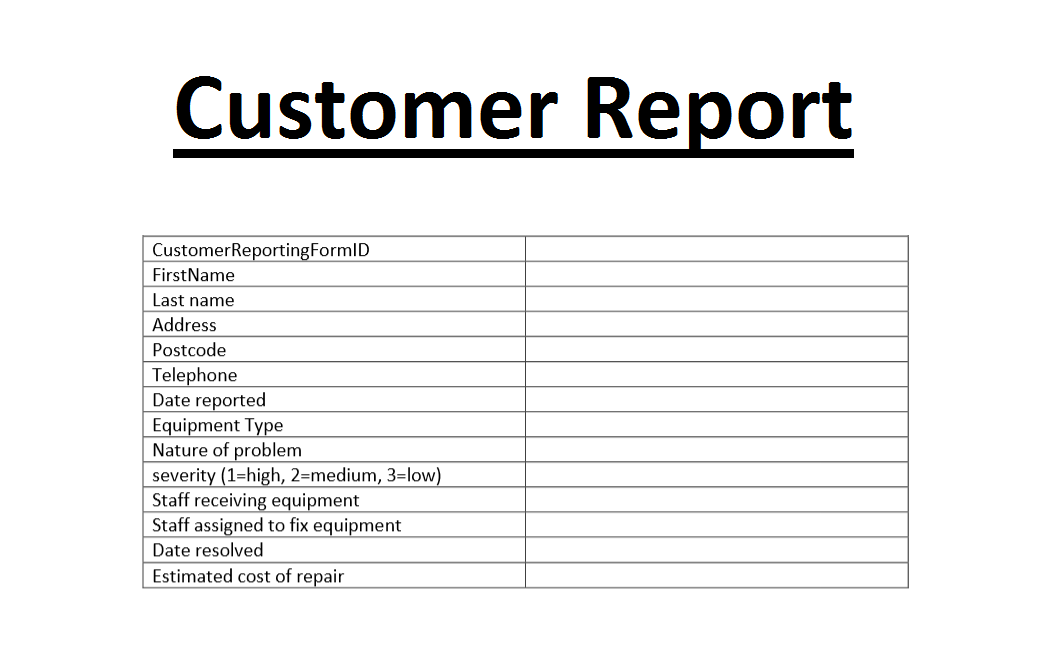 Customer Report
CustomerReportingFormID
FirstName
Last name
Address
Postcode
Telephone
Date reported
Equipment Type
Nature of problem
severity (1=high, 2=medium, 3=low)
Staff receiving equipment
Staff assigned to fix equipment
Date resolved
Estimated cost of repair